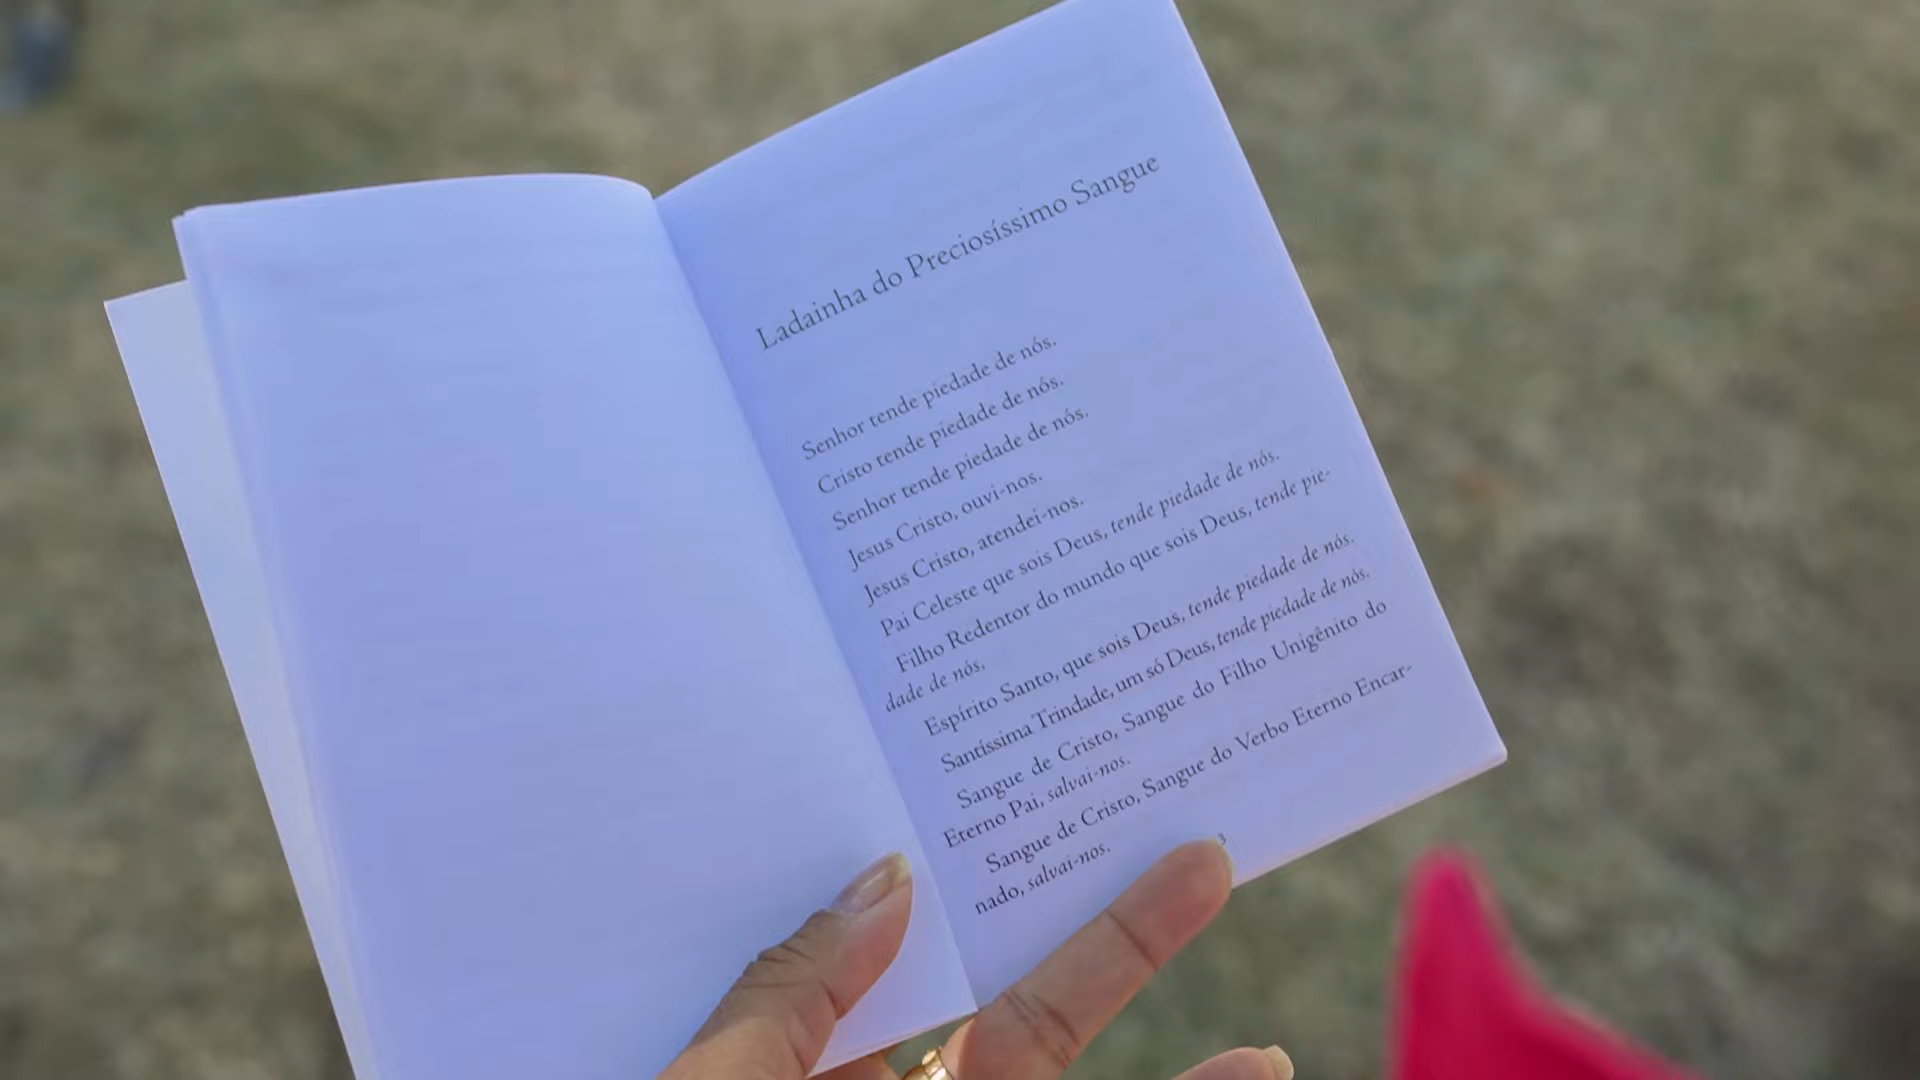 Ladainha do Preciosíssimo Sangue
Senhor tende piedade de nós.
Cristo tende piedade de nós.
Senhor tende piedade de nós.
Jesus Cristo, ouvi-nos.
Jesus Cristo, atendei-nos.
Pai Celeste que sois Deus, tende piedade de nós.
Filho Redentor do mundo que sois Deus, tende pie-
dade de nós.
Espírito Santo, que sois Deus, tende piedade de nós.
Santíssima Trindade, um só Deus, tende piedade de nós.
Sangue de Cristo, Sangue do Filho Unigênito do
Eterno Pai, salvai-nos.
Sangue de Cristo, Sangue do Verbo Eterno Encar-
nado, salvai-nos.